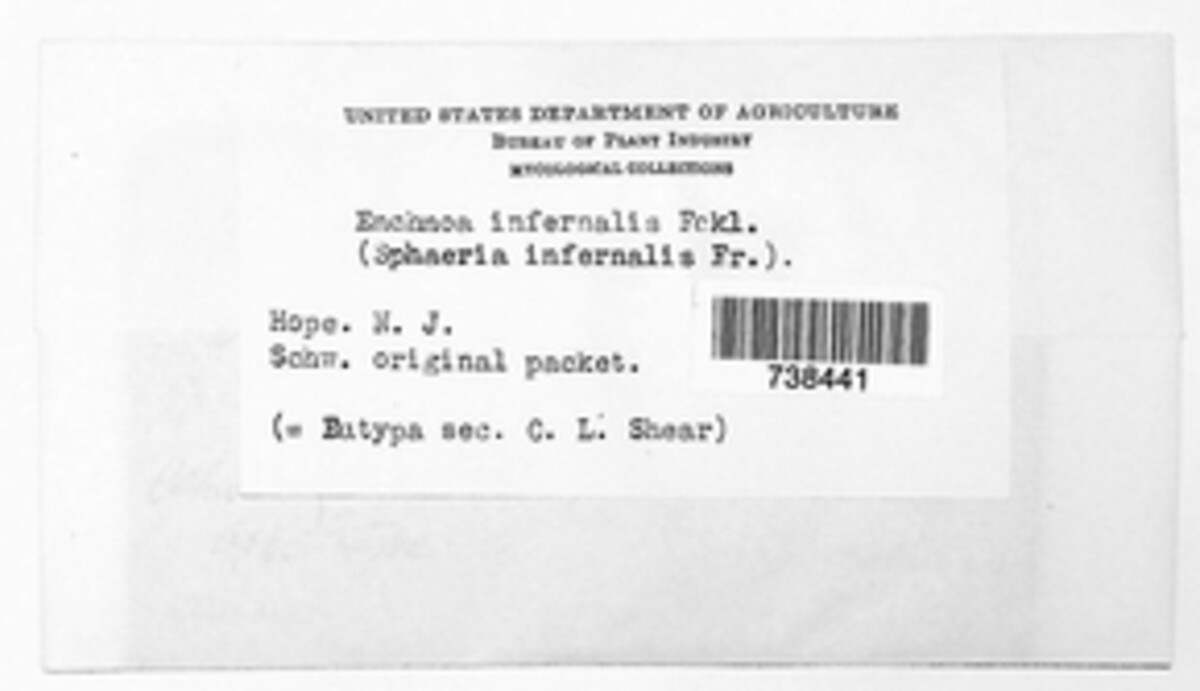 UNITED STATES DEPARTMENT OF AGRICULTURE
BUREAU OF PLANT INDUSTRY
MYCOLOGICAL COLLECTIONS
Enchnoa infernalis Fckl.
(Sphaeria infernalis Fr.).
Hope. N. J.
Schw. original packet.
738441
(= Eutypa sec. C. L. Shear)